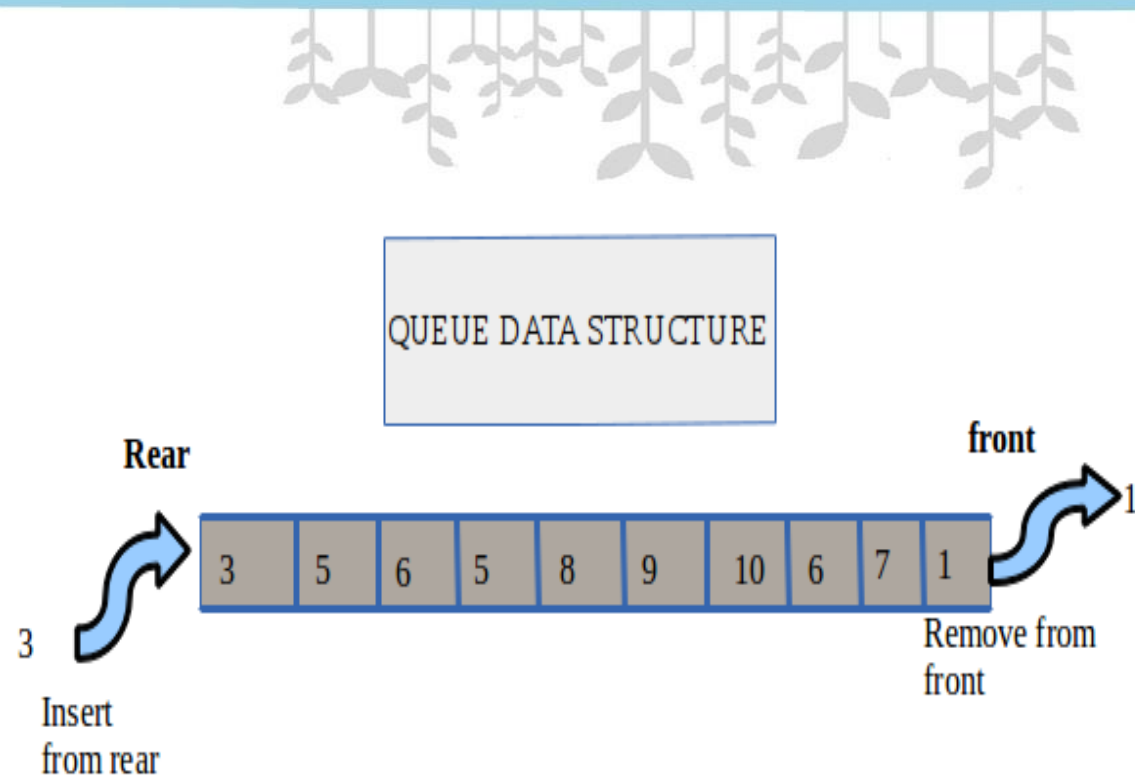 QUEUE DATA STRUCTURE
Rear
front
1
3 5 6 5 8 9 10 6 7 1
3
Remove from
front
Insert
from rear